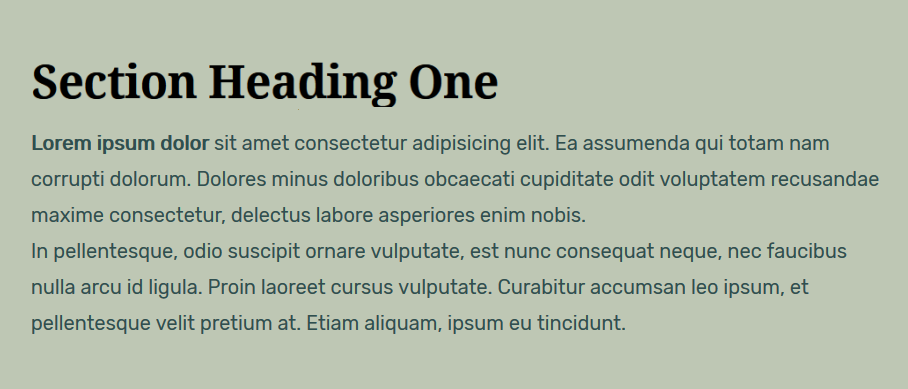 Section Heading One
Lorem ipsum dolor sit amet consectetur adipisicing elit. Ea assumenda qui totam nam
corrupti dolorum. Dolores minus doloribus obcaecati cupiditate odit voluptatem recusandae
maxime consectetur, delectus labore asperiores enim nobis.
In pellentesque, odio suscipit ornare vulputate, est nunc consequat neque, nec faucibus
nulla arcu id ligula. Proin laoreet cursus vulputate. Curabitur accumsan leo ipsum, et
pellentesque velit pretium at. Etiam aliquam, ipsum eu tincidunt.